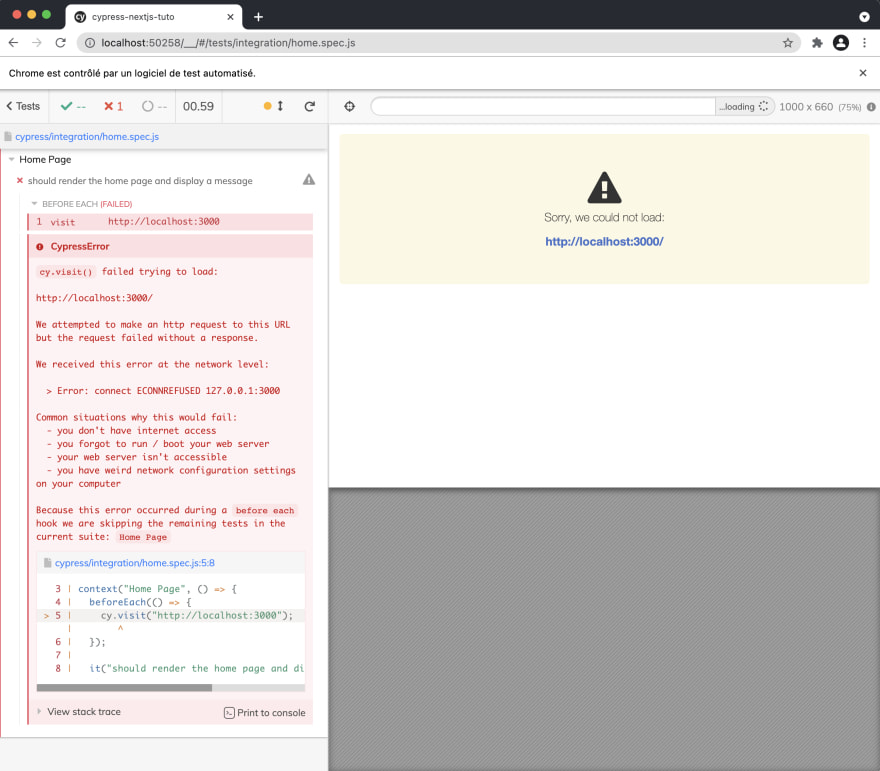 cypress-nextjs-tuto
localhost:50258/__/#/tests/integration/home.spec.js
Chrome est contrôlé par un logiciel de test automatisé.
Tests
--
1
--
00.59
...loading
1000 x 660 (75%)
cypress/integration/home.spec.js
Home Page
should render the home page and display a message
BEFORE EACH (FAILED)
1 visit http://localhost:3000
CypressError
cy.visit() failed trying to load:
http://localhost:3000/
We attempted to make an http request to this URL
but the request failed without a response.
We received this error at the network level:
> Error: connect ECONNREFUSED 127.0.0.1:3000
Common situations why this would fail:
- you don't have internet access
- you forgot to run / boot your web server
- your web server isn't accessible
- you have weird network configuration settings
on your computer
Because this error occurred during a before each
hook we are skipping the remaining tests in the
current suite: Home Page
cypress/integration/home.spec.js:5:8
3 | context("Home Page", () => {
4 | beforeEach(() => {
> 5 | cy.visit("http://localhost:3000");
| ^
6 | });
7 |
8 | it("should render the home page and di
View stack trace
Print to console
Sorry, we could not load:
http://localhost:3000/